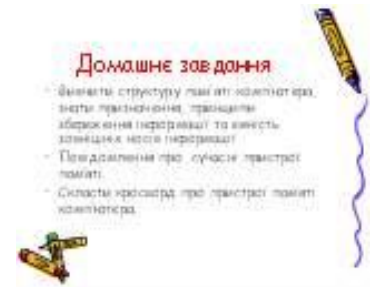 Домашнє завдання
Вивчити структуру пам'яті комп'ютера,
знати призначення, принципи
збереження інформації та ємність
зовнішніх носіїв інформації
Повідомлення про сучасні пристрої
пам'яті.
Скласти кросворд про пристрої пам'яті
комп'ютера.